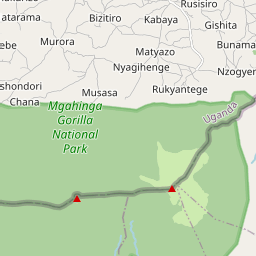 Rusisiro
Bizitiro
atarama
Kabaya
Gishita
Murora
ebe
Matyazo
Bunama
Nyagihenge
Nzogyer
shondori
Musasa
Rukyantege
Chana
Mgahinga
Gorilla
National
Park
Uganda